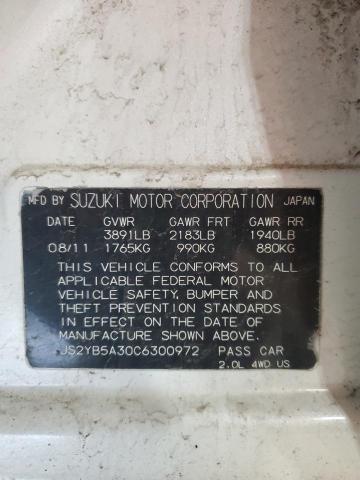 MFD BY SUZUKI MOTOR CORPORATION JAPAN
DATE GVWR GAWR FRT GAWR RR
3891LB 2183LB 1940LB
08/11 1765KG 990KG 880KG
THIS VEHICLE CONFORMS TO ALL
APPLICABLE FEDERAL MOTOR
VEHICLE SAFETY, BUMPER AND
THEFT PREVENTION STANDARDS
IN EFFECT ON THE DATE OF
MANUFACTURE SHOWN ABOVE.
JS2YB5A30C6300972 PASS CAR
2.0L 4WD US